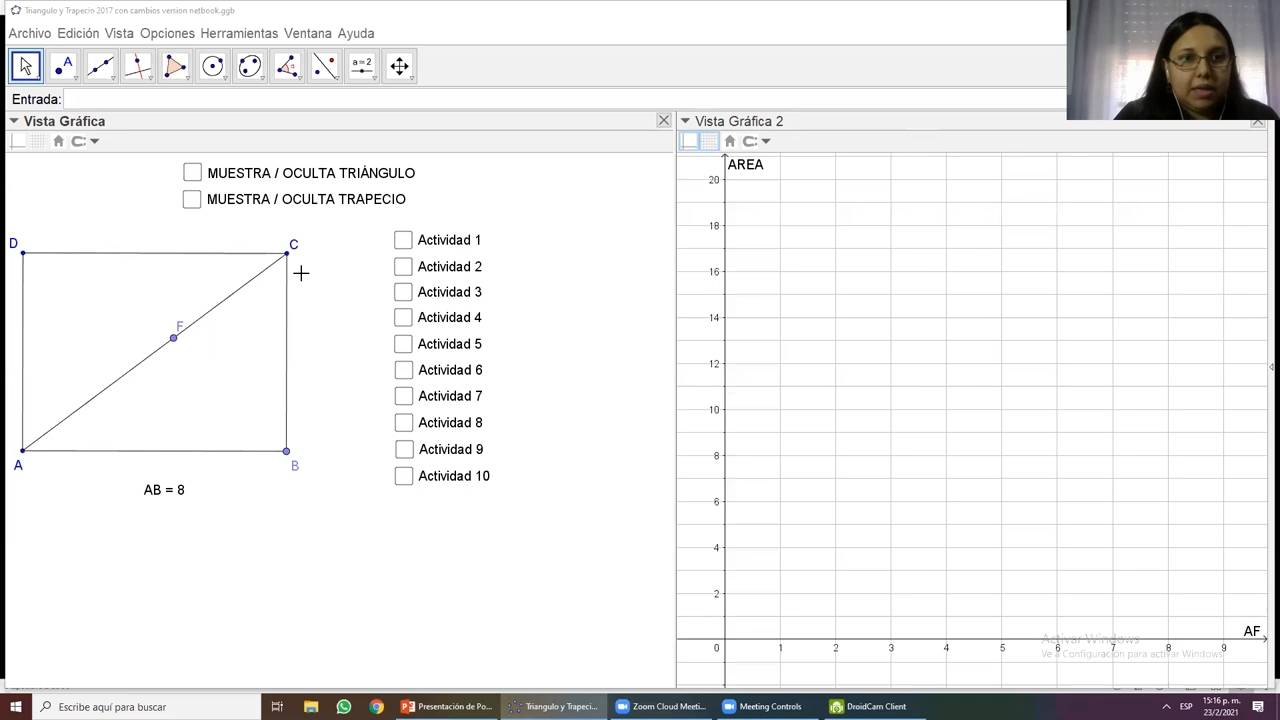 Triangulo y Trapecio 2017 con cambios version netbook.ggb
Archivo Edición Vista Opciones Herramientas Ventana Ayuda
A
a = 2
Entrada:
Vista Gráfica
Vista Gráfica 2
MUESTRA / OCULTA TRIÁNGULO
MUESTRA / OCULTA TRAPECIO
D
C
F
A
B
AB = 8
Actividad 1
Actividad 2
Actividad 3
Actividad 4
Actividad 5
Actividad 6
Actividad 7
Actividad 8
Actividad 9
Actividad 10
AREA
20
18
16
14
12
10
8
6
4
2
AF
0 1 2 3 4 5 6 7 8 9
Activar Windows
Ve a Configuración para activar Windows.
Escribe aquí para buscar
Presentación de Po...
Triangulo y Trapeci...
Zoom Cloud Meeti...
Meeting Controls
DroidCam Client
ESP
15:16 p. m.
23/2/2021